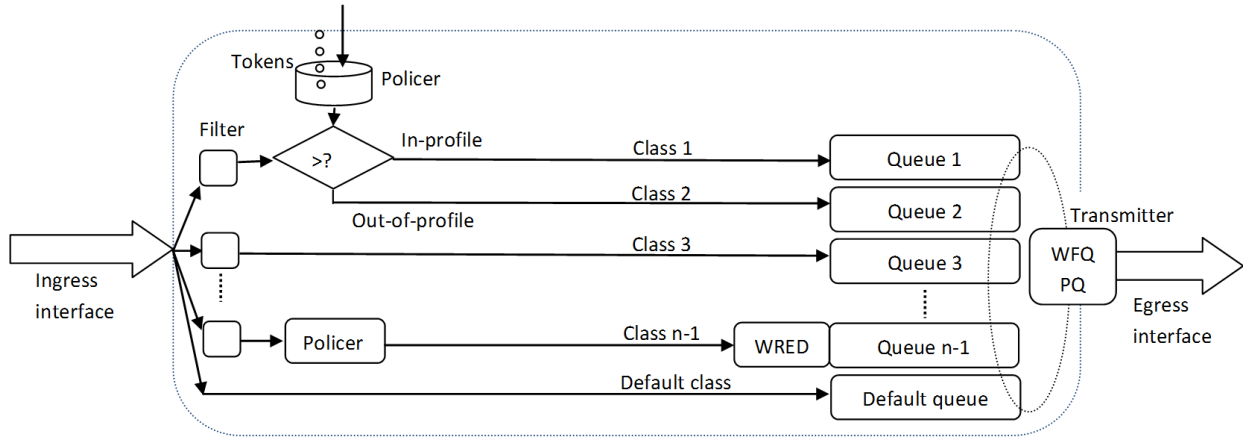 Tokens
Policer
Filter
In-profile
>?
Class 1
Queue 1
Class 2
Out-of-profile
Queue 2
Transmitter
Class 3
Queue 3
WFQ
PQ
Ingress
interface
Egress
interface
Policer
Class n-1
WRED
Queue n-1
Default class
Default queue